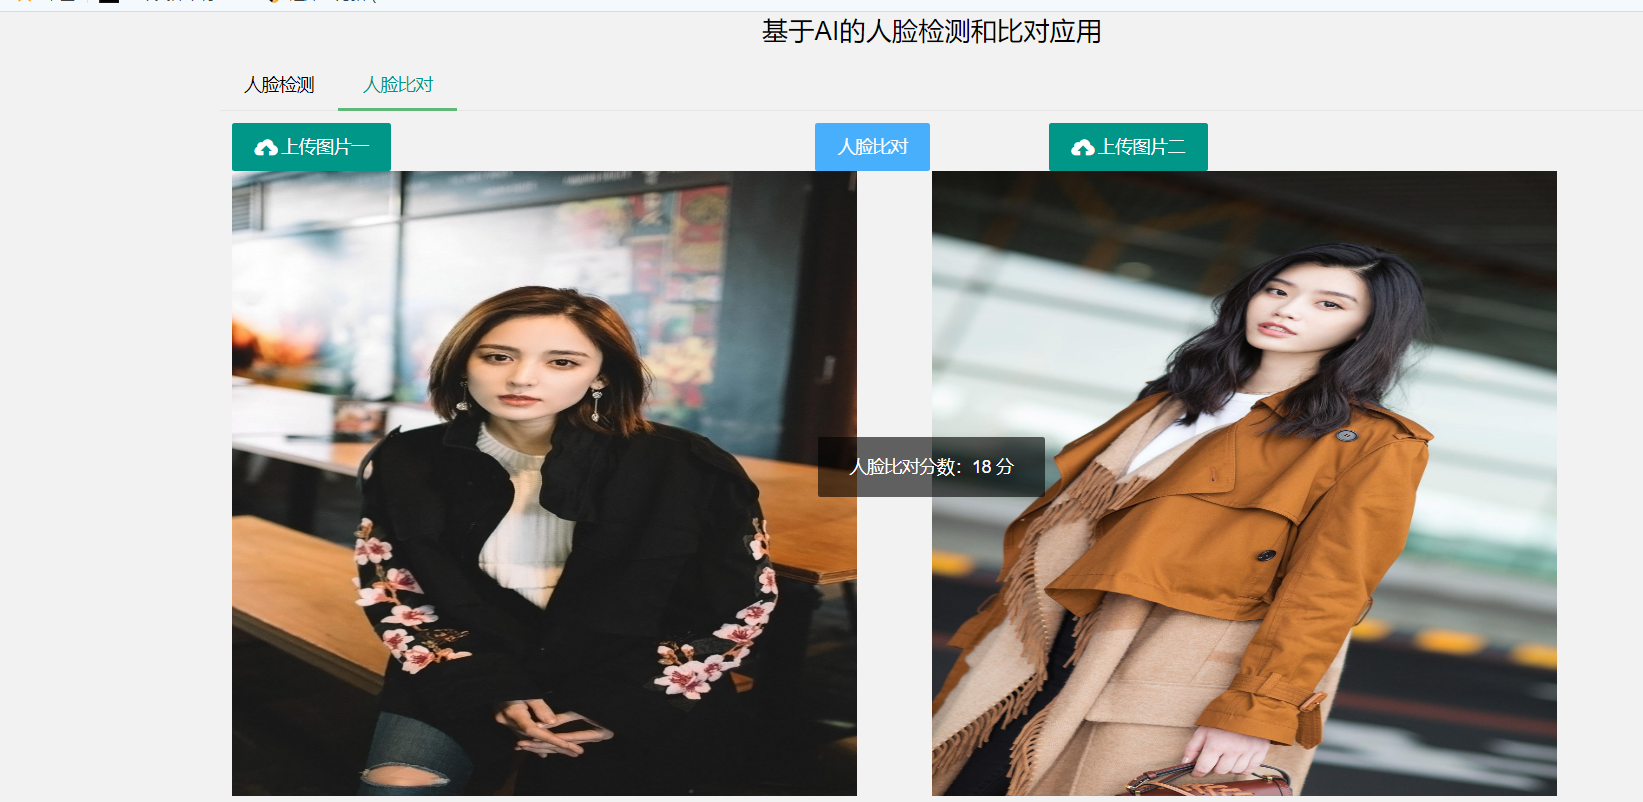 基于AI的人脸检测和比对应用
人脸检测
人脸比对
上传图片一
人脸比对
上传图片二
人脸比对分数：18 分